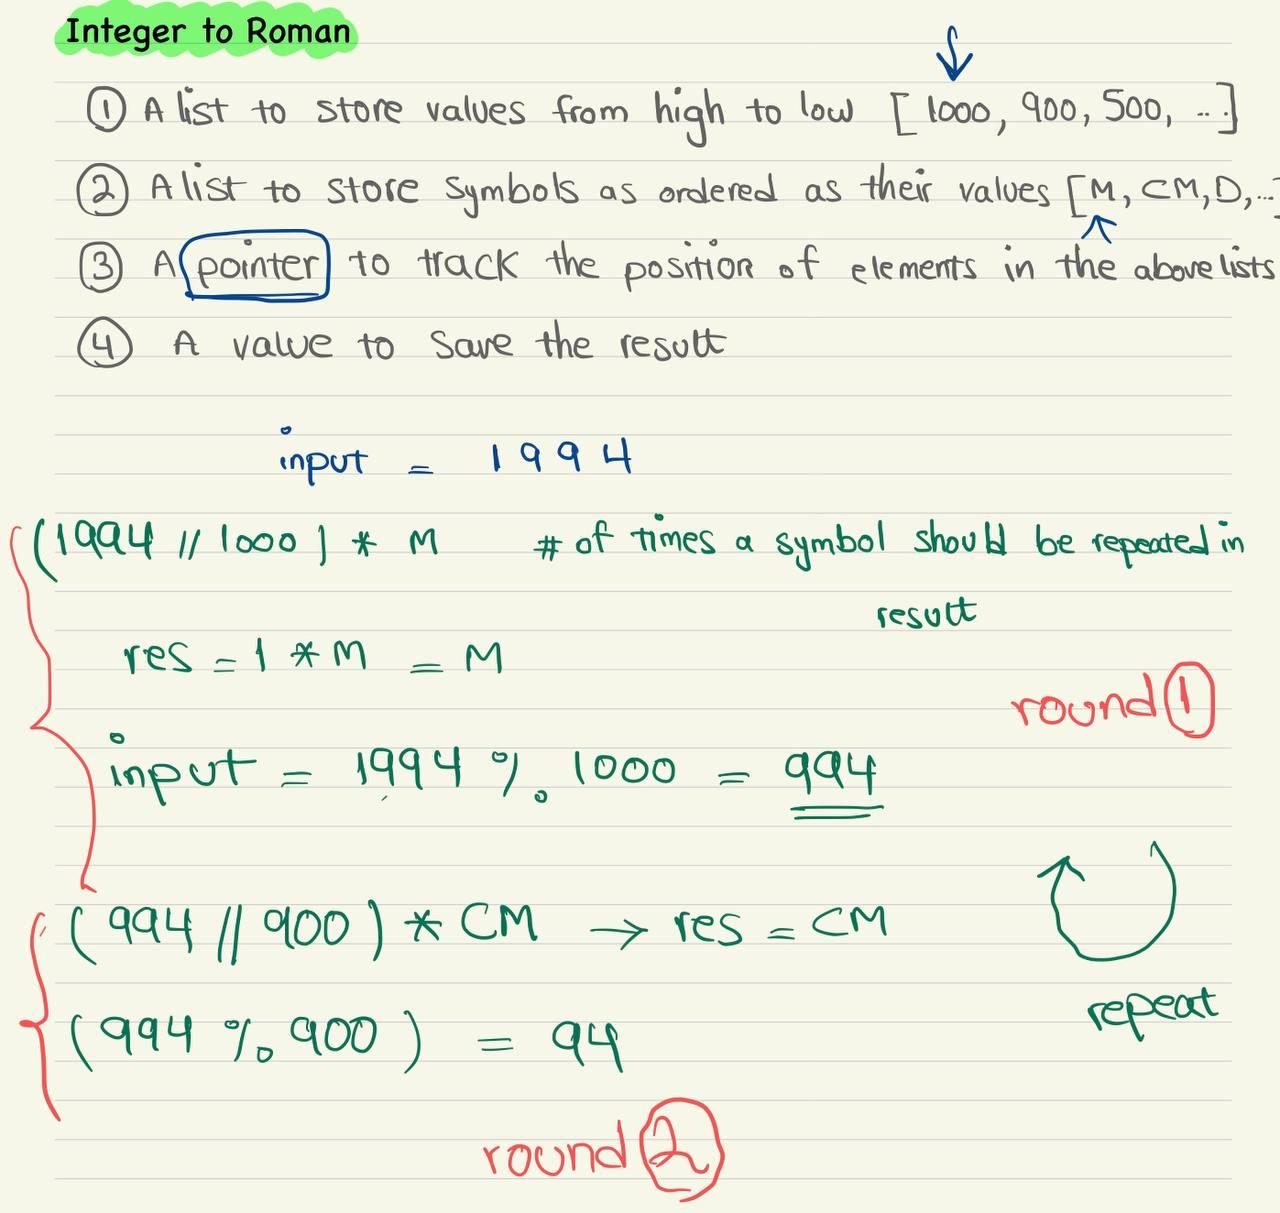 Integer to Roman
① A list to store values from high to low [1000, 900, 500, ...]
② A list to store symbols as ordered as their values [M, CM, D, ...]
③ A pointer to track the position of elements in the above lists
④ A value to save the result
input = 1994
(1994 // 1000) * M # of times a symbol should be repeated in
result
res = 1 * M = M
round ①
input = 1994 % 1000 = 994
(994 // 900) * CM → res = CM
repeat
(994 % 900) = 94
round ②